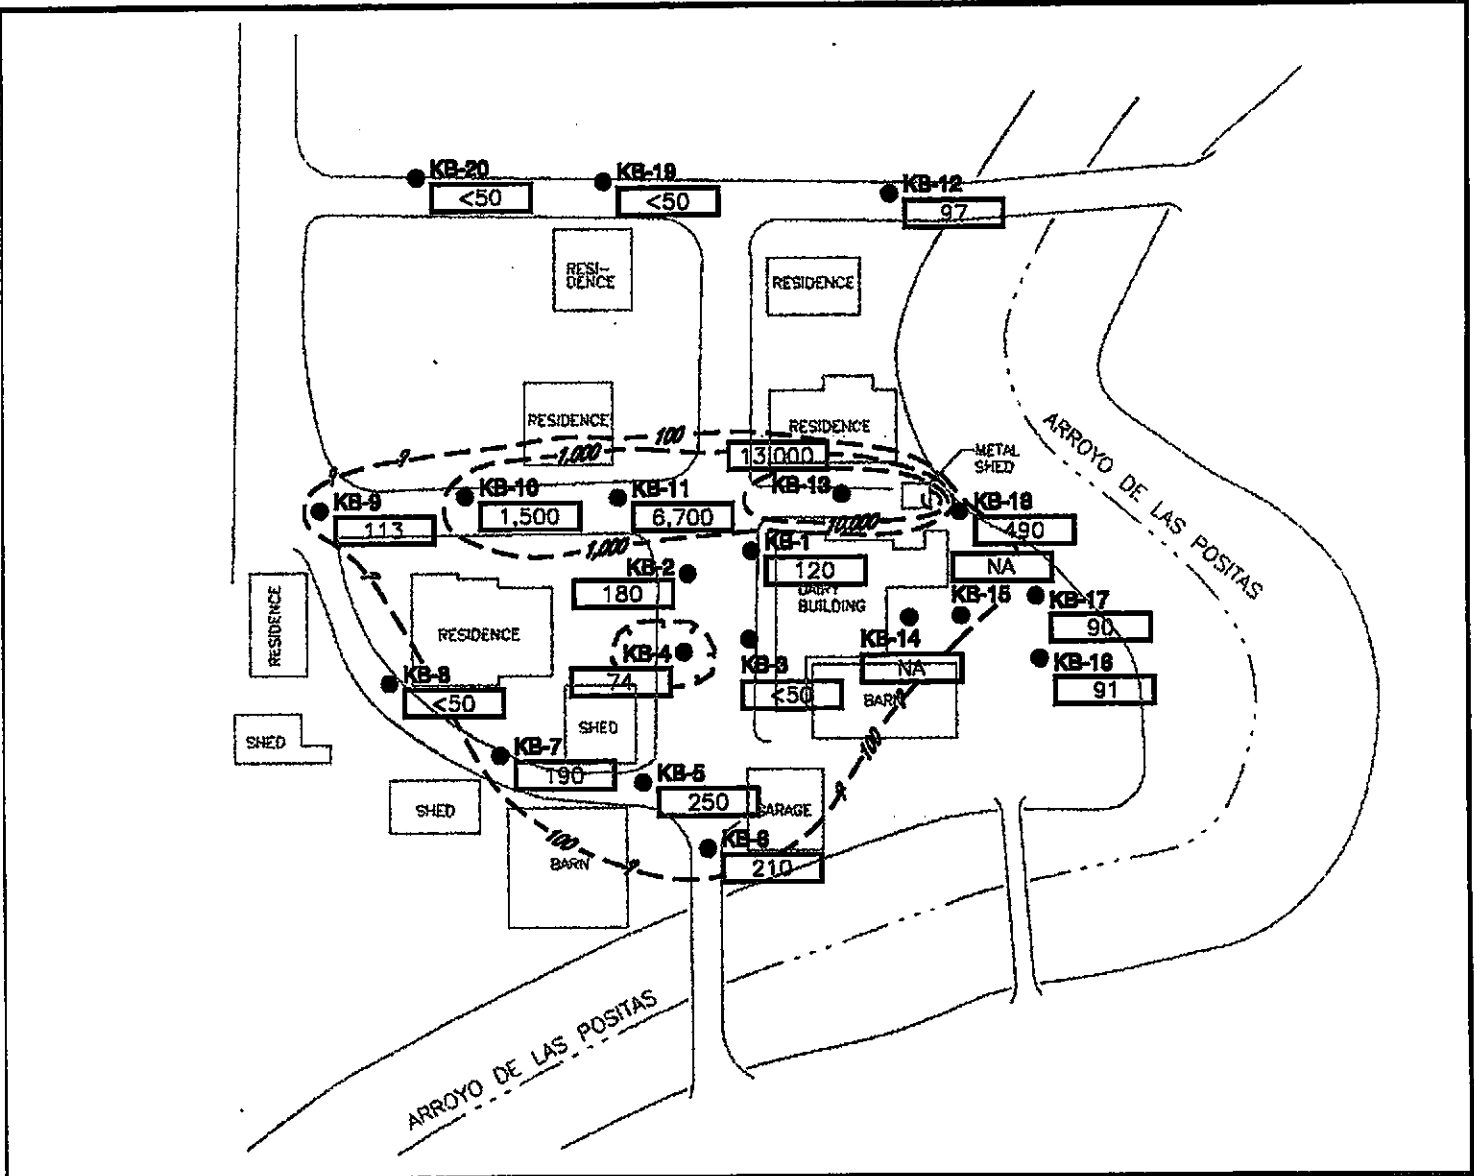 KB-20
<50
KB-19
<50
KB-12
97
RESI-
DENCE
RESIDENCE
RESIDENCE
RESIDENCE
100
?
?
1,000
13,000
METAL
SHED
ARROYO DE LAS POSITAS
KB-9
113
KB-10
1,500
KB-11
6,700
KB-13
10,000
KB-18
490
1,000
KB-1
120
NA
KB-2
180
DAIRY
BUILDING
KB-15
KB-17
90
RESIDENCE
RESIDENCE
KB-4
74
KB-3
<50
KB-14
NA
KB-16
91
KB-8
<50
BARN
?
SHED
SHED
100
KB-7
190
KB-5
250
?
SHED
GARAGE
100
BARN
?
KB-6
210
ARROYO DE LAS POSITAS